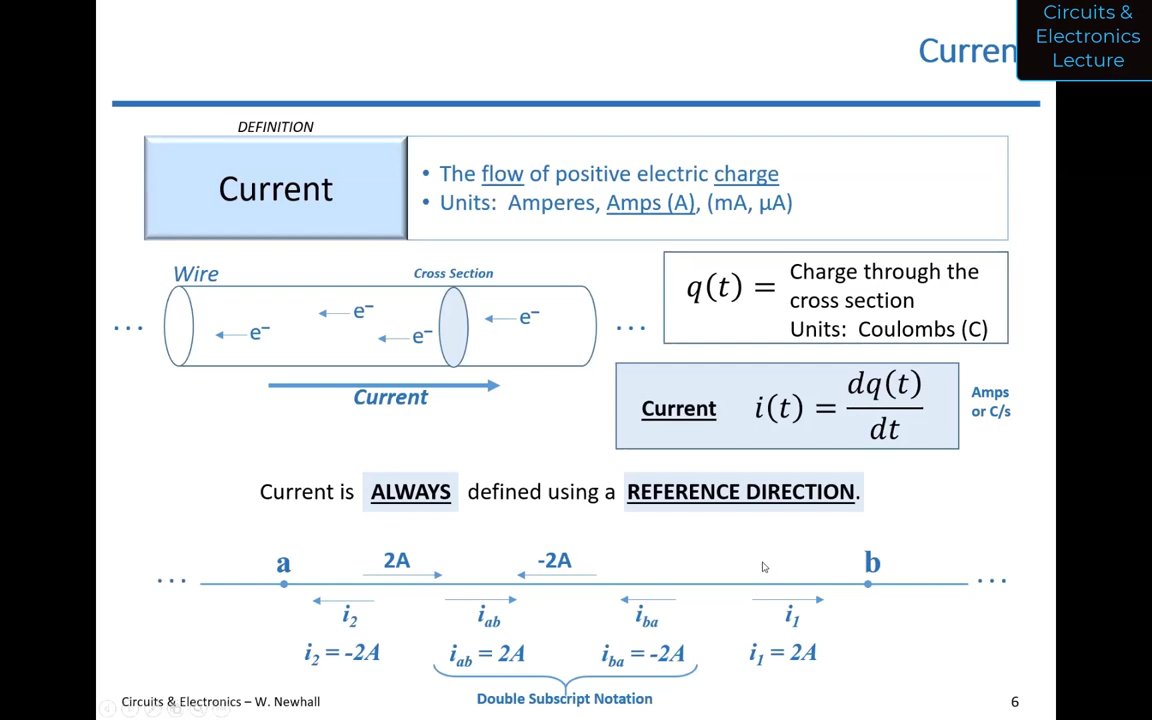 Circuits &
Electronics
Lecture
Curren
DEFINITION
Current
• The flow of positive electric charge
• Units: Amperes, Amps (A), (mA, µA)
Wire
Cross Section
... e⁻ e⁻ e⁻ e⁻ ...
Current
q(t) = Charge through the
cross section
Units: Coulombs (C)
Current i(t) = dq(t)/dt
Amps
or C/s
Current is ALWAYS defined using a REFERENCE DIRECTION.
... a 2A -2A b ...
i₂ i_ab i_ba i₁
i₂ = -2A i_ab = 2A i_ba = -2A i₁ = 2A
Double Subscript Notation
Circuits & Electronics – W. Newhall
6